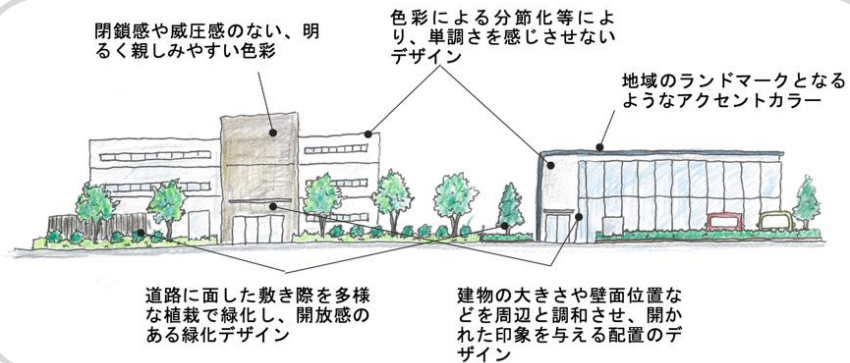 閉鎖感や威圧感のない、明
るく親しみやすい色彩
色彩による分節化等によ
り、単調さを感じさせない
デザイン
地域のランドマークとなる
ようなアクセントカラー
道路に面した敷き際を多様
な植栽で緑化し、開放感の
ある緑化デザイン
建物の大きさや壁面位置な
どを周辺と調和させ、開か
れた印象を与える配置のデ
ザイン